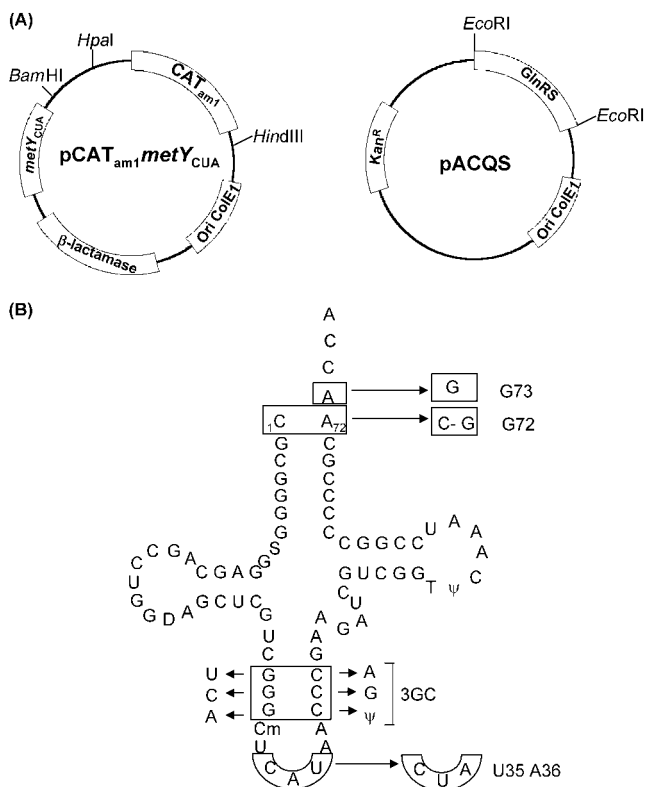 (A)
HpaI
BamHI
CATam1
HindIII
metYCUA
pCATam1metYCUA
Ori ColE1
β-lactamase
EcoRI
GlnRS
EcoRI
KanR
pACQS
Ori ColE1
(B)
A
C
C
A G G73
1C A72 C- G G72
G C
C G
G C
G C
G C
G C
S
C C G A C G A G G
U
C
U G G D A G C U C G
C C G G C C U A A A C
G U C G G T ψ
C U A G
U A
C A
U G
C G
U G C A
C G C G 3GC
A G C ψ
Cm A
U A
C A U C U A U35 A36